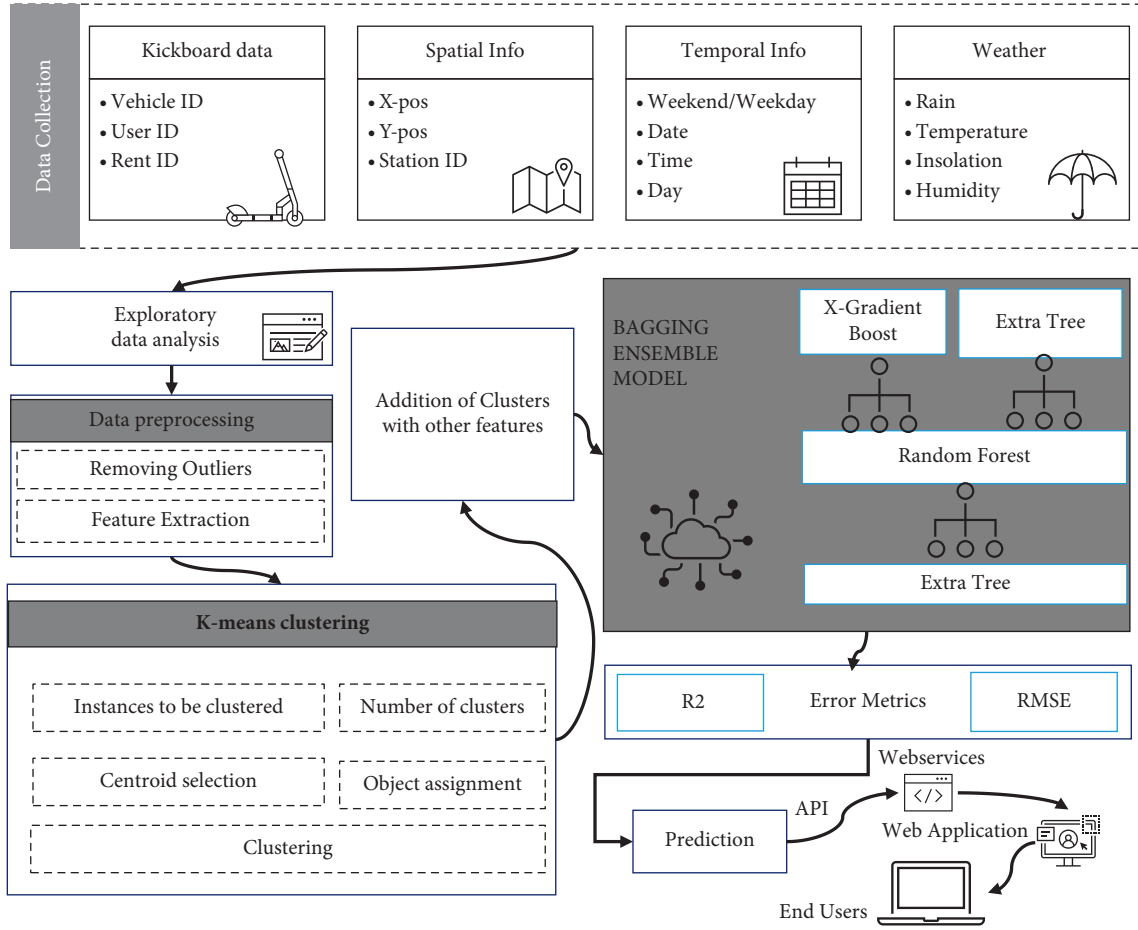 Data Collection
Kickboard data
• Vehicle ID
• User ID
• Rent ID
Spatial Info
• X-pos
• Y-pos
• Station ID
Temporal Info
• Weekend/Weekday
• Date
• Time
• Day
Weather
• Rain
• Temperature
• Insolation
• Humidity
Exploratory
data analysis
Data preprocessing
Removing Outliers
Feature Extraction
K-means clustering
Instances to be clustered
Number of clusters
Centroid selection
Object assignment
Clustering
Addition of Clusters
with other features
BAGGING
ENSEMBLE
MODEL
X-Gradient
Boost
Extra Tree
Random Forest
Extra Tree
R2
Error Metrics
RMSE
Prediction
API
Webservices
</>
Web Application
End Users